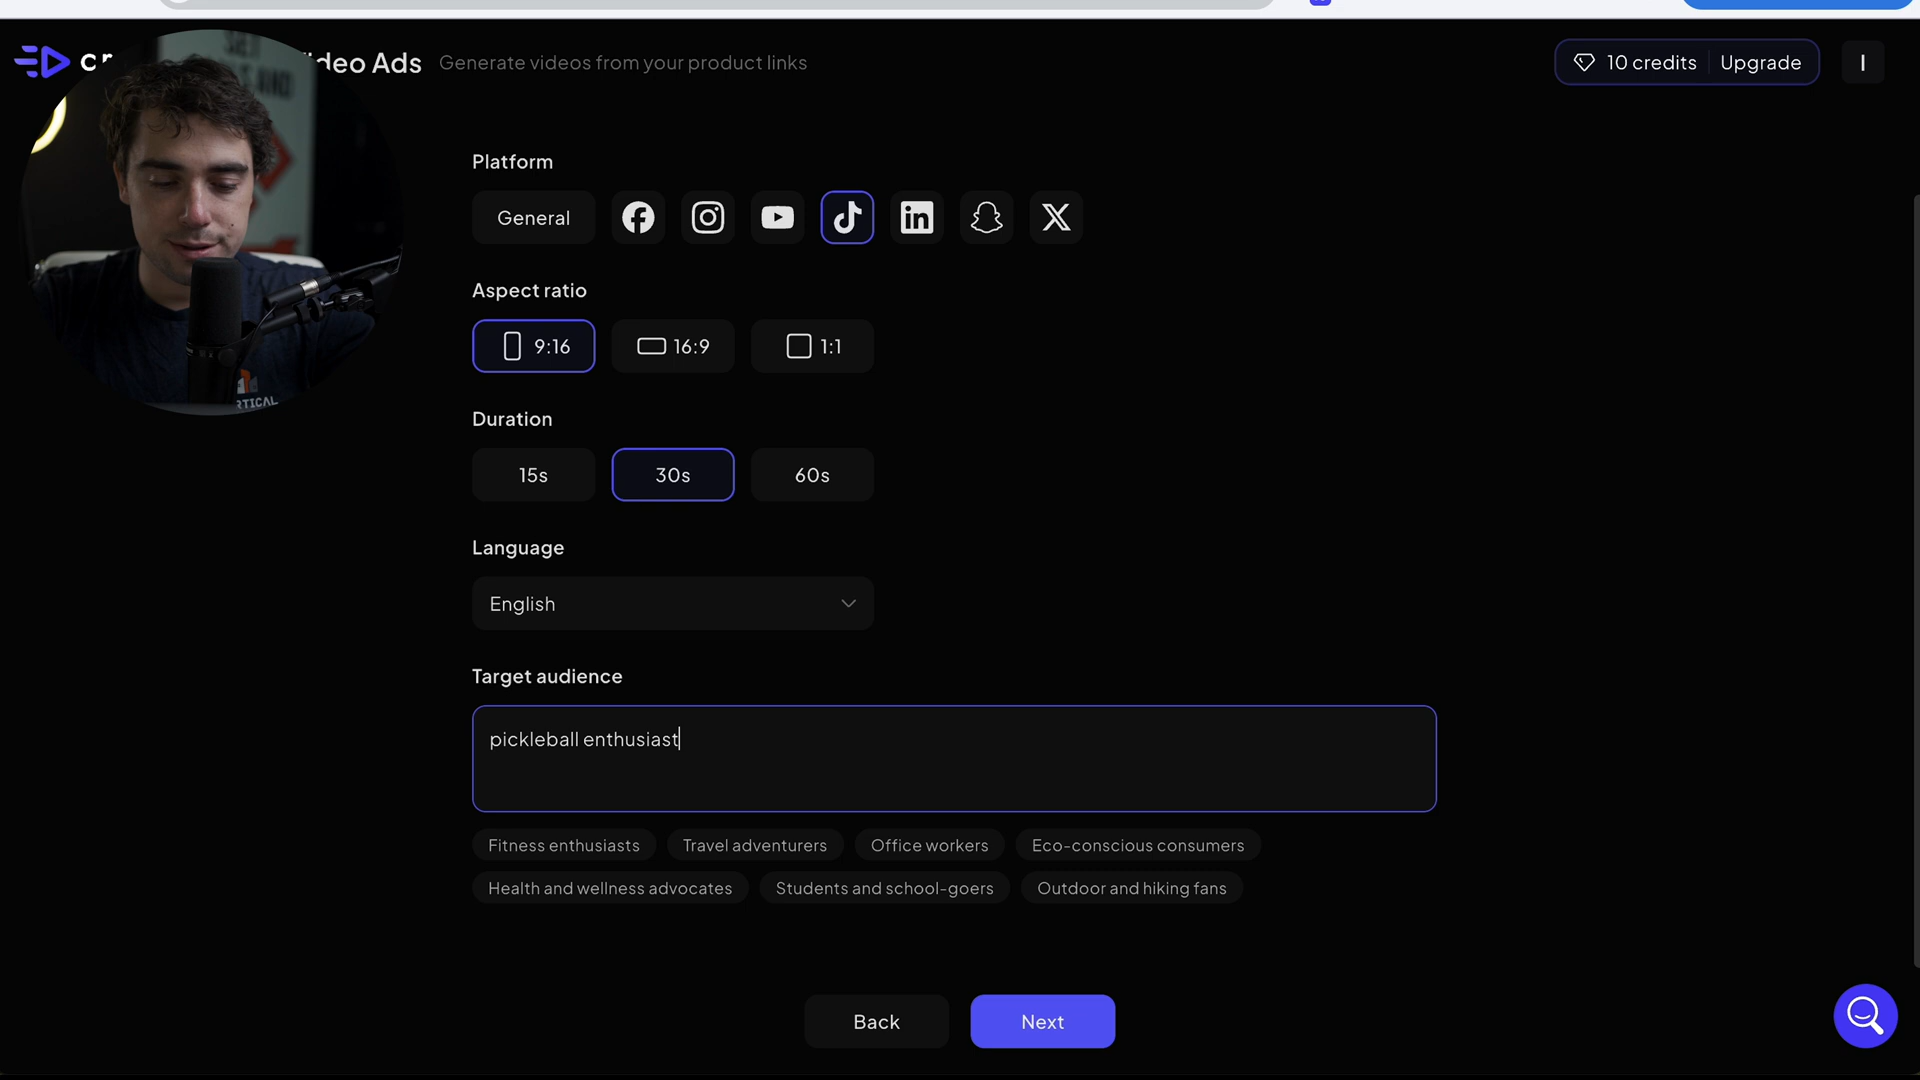 Video Ads Generate videos from your product links
10 credits Upgrade
I
Platform
General
Aspect ratio
9:16 16:9 1:1
Duration
15s 30s 60s
Language
English
Target audience
pickleball enthusiast
Fitness enthusiasts Travel adventurers Office workers Eco-conscious consumers
Health and wellness advocates Students and school-goers Outdoor and hiking fans
Back Next